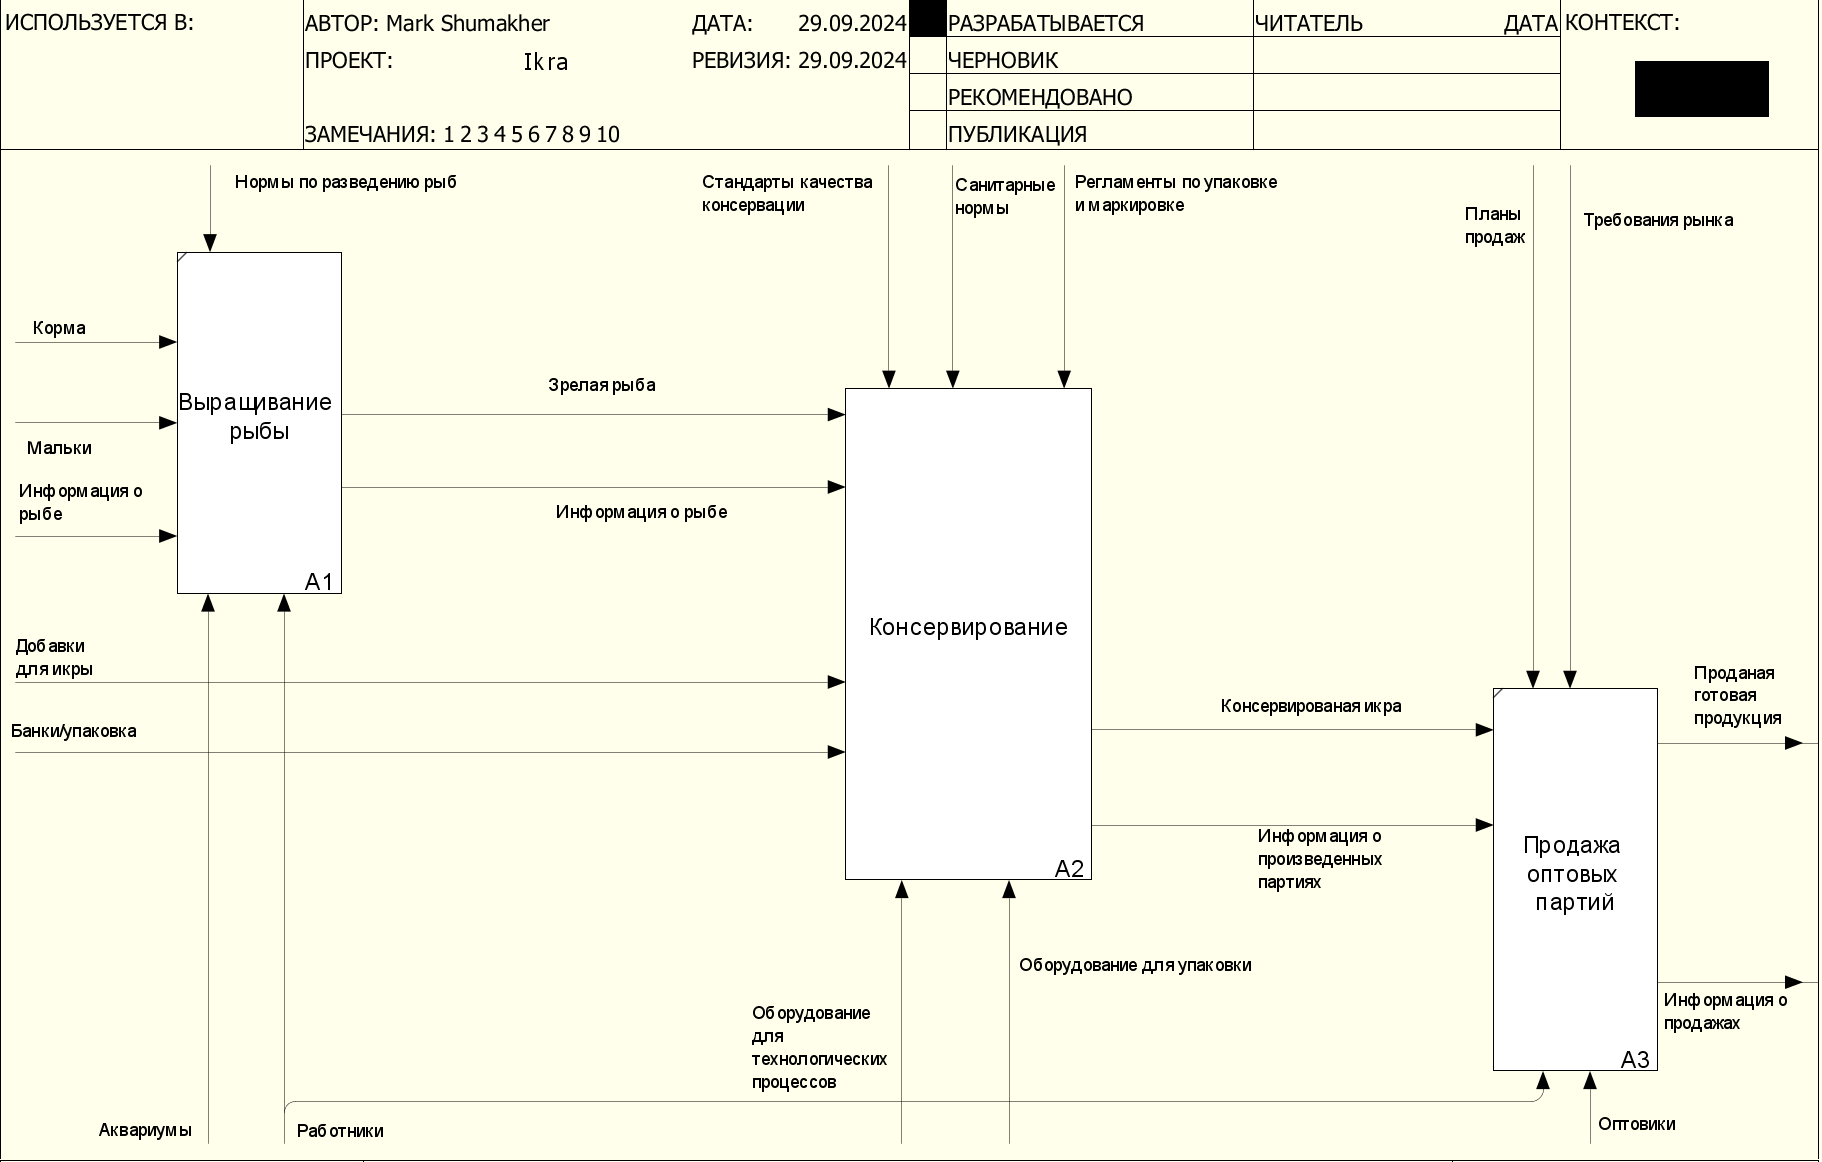 ИСПОЛЬЗУЕТСЯ В:
АВТОР: Mark Shumakher
ДАТА: 29.09.2024
ПРОЕКТ: Ikra
РЕВИЗИЯ: 29.09.2024
ЗАМЕЧАНИЯ: 1 2 3 4 5 6 7 8 9 10
РАЗРАБАТЫВАЕТСЯ
ЧЕРНОВИК
РЕКОМЕНДОВАНО
ПУБЛИКАЦИЯ
ЧИТАТЕЛЬ
ДАТА
КОНТЕКСТ:
Нормы по разведению рыб
Стандарты качества
консервации
Санитарные
нормы
Регламенты по упаковке
и маркировке
Планы
продаж
Требования рынка
Корма
Мальки
Информация о
рыбе
Выращивание
рыбы
A1
Зрелая рыба
Информация о рыбе
Добавки
для икры
Банки/упаковка
Консервирование
A2
Консервированая икра
Информация о
произведенных
партиях
Проданая
готовая
продукция
Продажа
оптовых
партий
A3
Информация о
продажах
Оборудование для упаковки
Оборудование
для
технологических
процессов
Аквариумы
Работники
Оптовики